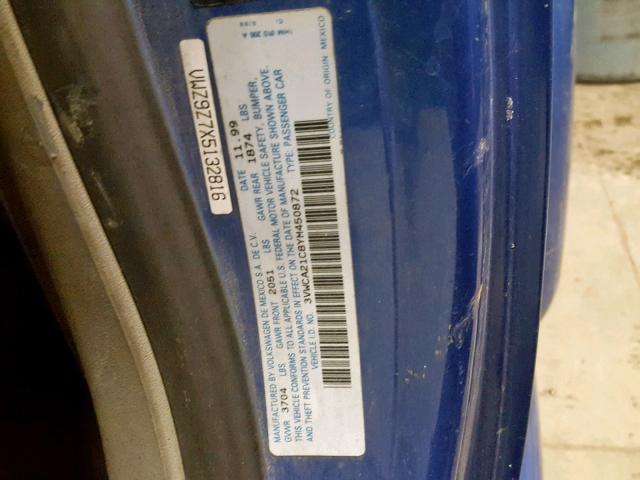 VWZ9Z7X5132816
MANUFACTURED BY VOLKSWAGEN DE MEXICO S.A. DE C.V. DATE 11.99
GVWR 3704 LBS GAWR FRONT 2051 LBS GAWR REAR 1874 LBS
THIS VEHICLE CONFORMS TO ALL APPLICABLE U.S. FEDERAL MOTOR VEHICLE SAFETY, BUMPER,
AND THEFT PREVENTION STANDARDS IN EFFECT ON THE DATE OF MANUFACTURE SHOWN ABOVE.
VEHICLE I.D. NO. 3VWCA21C8YM450872 TYPE: PASSENGER CAR
COUNTRY OF ORIGIN: MEXICO